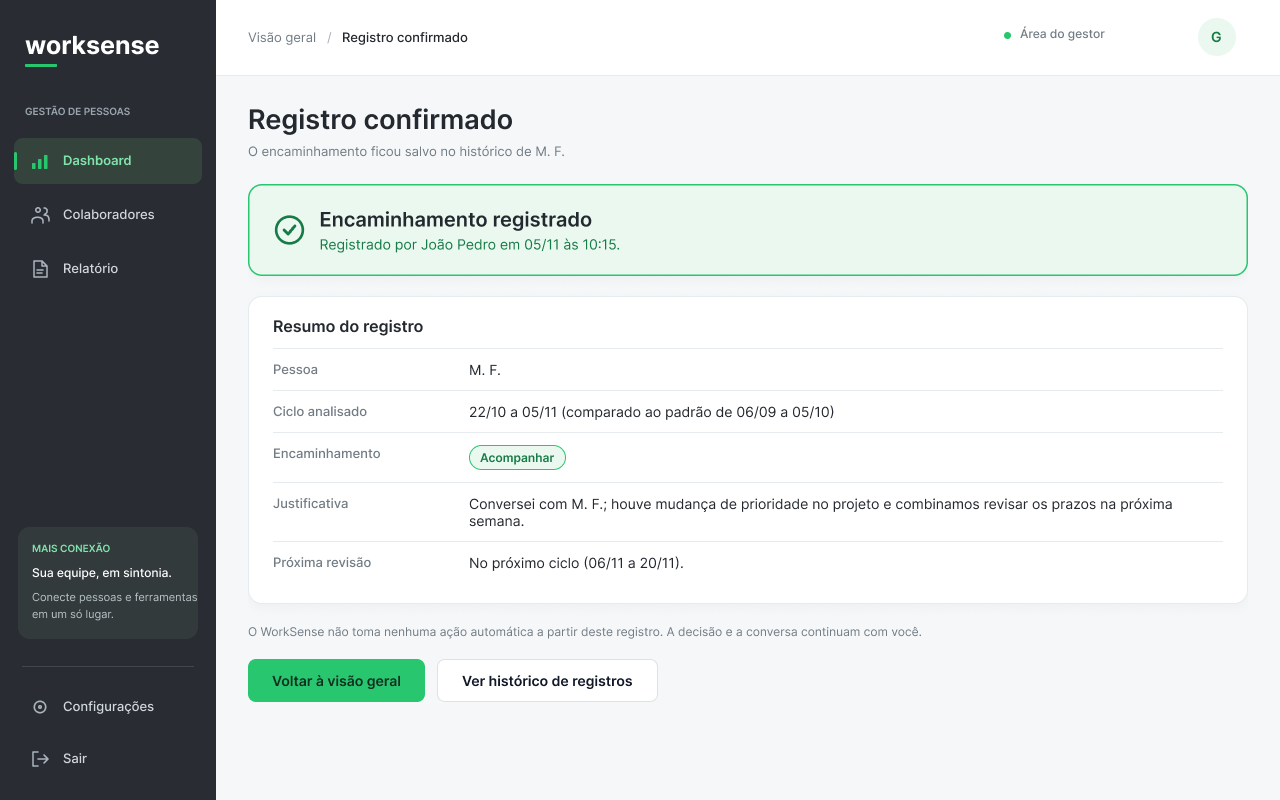 worksense
GESTÃO DE PESSOAS
Dashboard
Colaboradores
Relatório
MAIS CONEXÃO
Sua equipe, em sintonia.
Conecte pessoas e ferramentas
em um só lugar.
Configurações
Sair
Visão geral / Registro confirmado
Área do gestor
G
Registro confirmado
O encaminhamento ficou salvo no histórico de M. F.
Encaminhamento registrado
Registrado por João Pedro em 05/11 às 10:15.
Resumo do registro
Pessoa M. F.
Ciclo analisado 22/10 a 05/11 (comparado ao padrão de 06/09 a 05/10)
Encaminhamento Acompanhar
Justificativa Conversei com M. F.; houve mudança de prioridade no projeto e combinamos revisar os prazos na próxima
semana.
Próxima revisão No próximo ciclo (06/11 a 20/11).
O WorkSense não toma nenhuma ação automática a partir deste registro. A decisão e a conversa continuam com você.
Voltar à visão geral
Ver histórico de registros